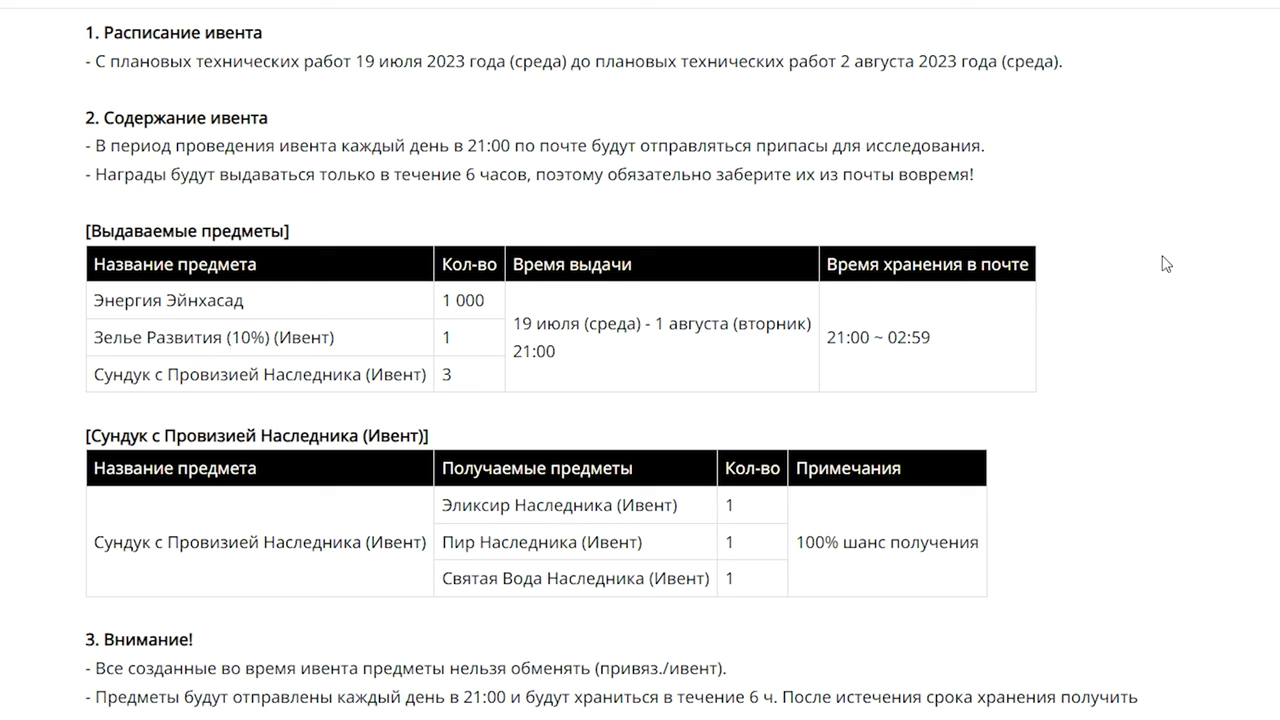 1. Расписание ивента
- С плановых технических работ 19 июля 2023 года (среда) до плановых технических работ 2 августа 2023 года (среда).
2. Содержание ивента
- В период проведения ивента каждый день в 21:00 по почте будут отправляться припасы для исследования.
- Награды будут выдаваться только в течение 6 часов, поэтому обязательно заберите их из почты вовремя!
[Выдаваемые предметы]
Название предмета Кол-во Время выдачи Время хранения в почте
Энергия Эйнхасад 1 000
Зелье Развития (10%) (Ивент) 1
Сундук с Провизией Наследника (Ивент) 3
19 июля (среда) - 1 августа (вторник)
21:00
21:00 ~ 02:59
[Сундук с Провизией Наследника (Ивент)]
Название предмета Получаемые предметы Кол-во Примечания
Сундук с Провизией Наследника (Ивент)
Эликсир Наследника (Ивент) 1
Пир Наследника (Ивент) 1
Святая Вода Наследника (Ивент) 1
100% шанс получения
3. Внимание!
- Все созданные во время ивента предметы нельзя обменять (привяз./ивент).
- Предметы будут отправлены каждый день в 21:00 и будут храниться в течение 6 ч. После истечения срока хранения получить